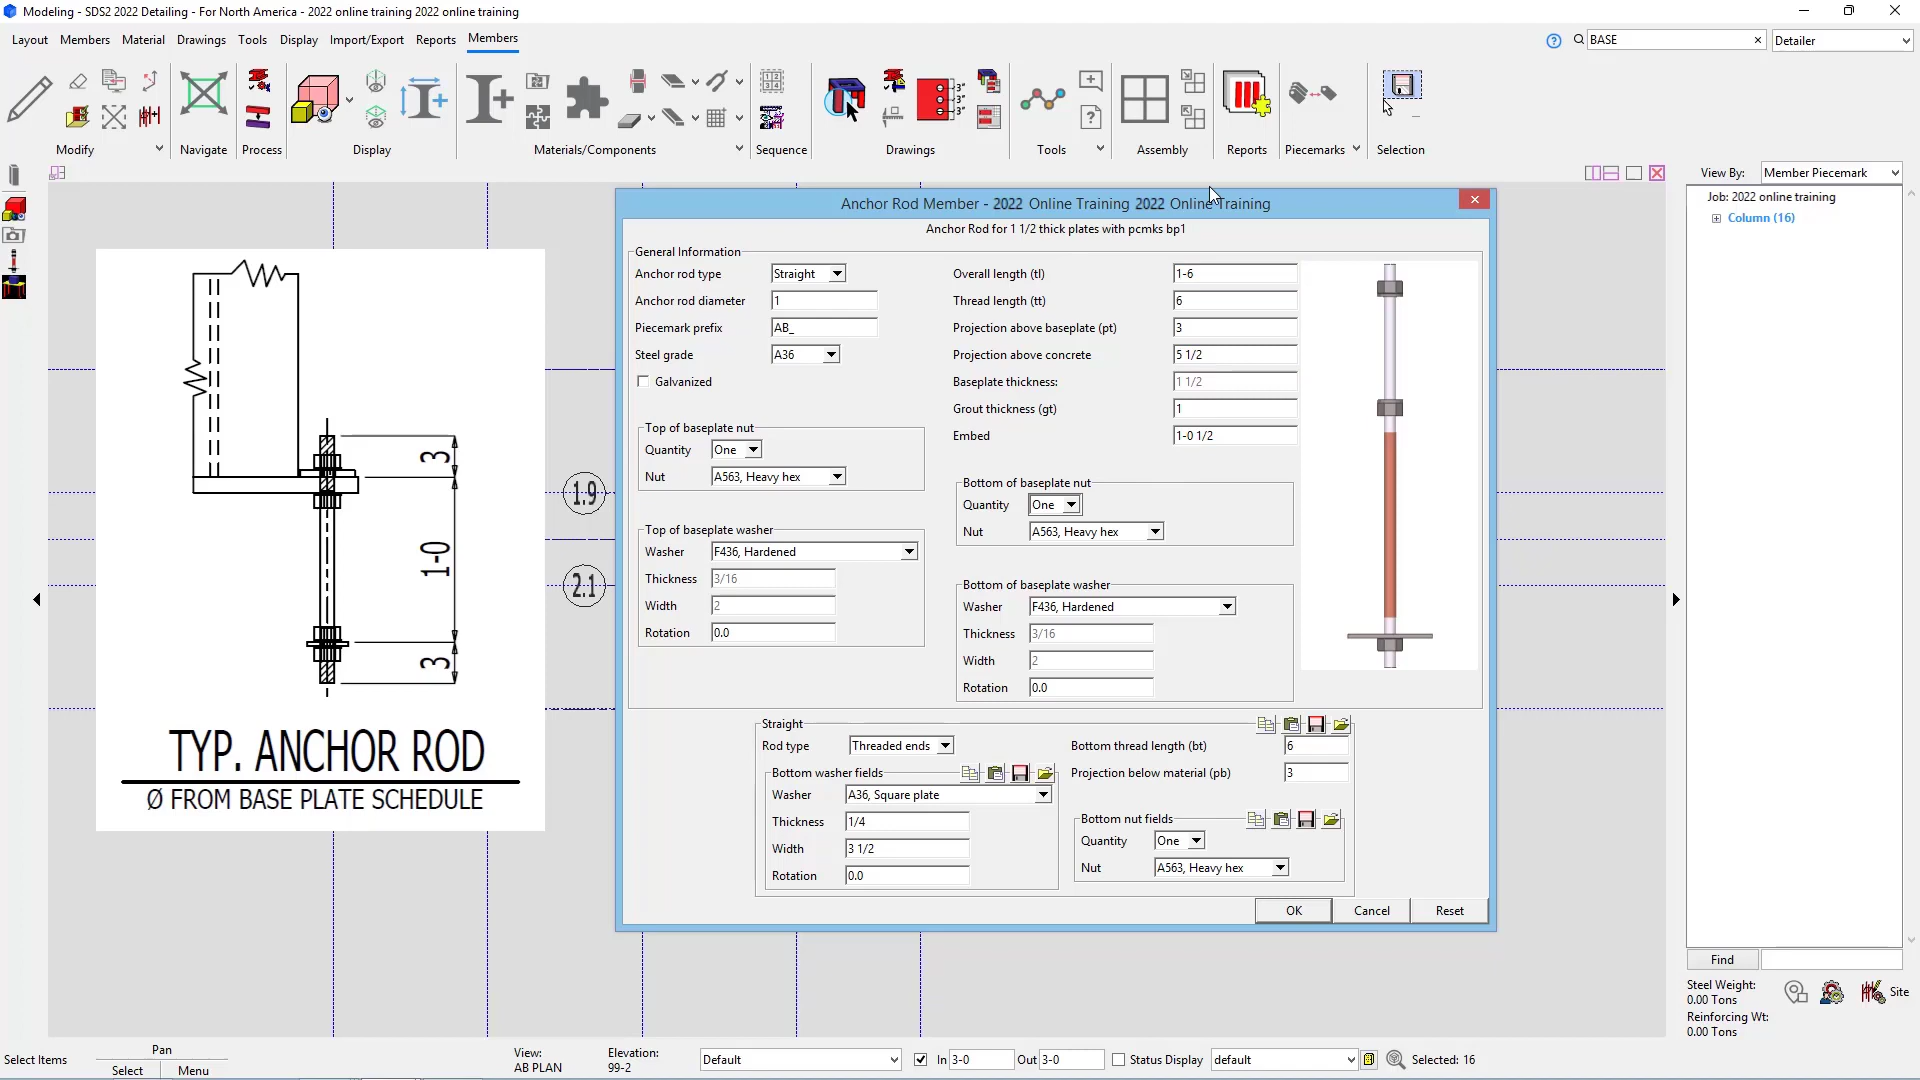 Modeling - SDS2 2022 Detailing - For North America - 2022 online training 2022 online training
Layout Members Material Drawings Tools Display Import/Export Reports Members
BASE
Detailer
3"
3"
3"
Modify Navigate Process Display Materials/Components Sequence Drawings Tools Assembly Reports Piecemarks Selection
View By: Member Piecemark
Job: 2022 online training
Column (16)
Anchor Rod Member - 2022 Online Training 2022 Online Training
Anchor Rod for 1 1/2 thick plates with pcmks bp1
General Information
Anchor rod type Straight
Anchor rod diameter 1
Piecemark prefix AB_
Steel grade A36
Galvanized
Overall length (tl) 1-6
Thread length (tt) 6
Projection above baseplate (pt) 3
Projection above concrete 5 1/2
Baseplate thickness: 1 1/2
Grout thickness (gt) 1
Embed 1-0 1/2
Top of baseplate nut
Quantity One
Nut A563, Heavy hex
Top of baseplate washer
Washer F436, Hardened
Thickness 3/16
Width 2
Rotation 0.0
Bottom of baseplate nut
Quantity One
Nut A563, Heavy hex
Bottom of baseplate washer
Washer F436, Hardened
Thickness 3/16
Width 2
Rotation 0.0
Straight
Rod type Threaded ends
Bottom washer fields
Washer A36, Square plate
Thickness 1/4
Width 3 1/2
Rotation 0.0
Bottom thread length (bt) 6
Projection below material (pb) 3
Bottom nut fields
Quantity One
Nut A563, Heavy hex
OK Cancel Reset
3
1-0
3
TYP. ANCHOR ROD
Ø FROM BASE PLATE SCHEDULE
1.9
2.1
Find
Steel Weight:
0.00 Tons
Reinforcing Wt:
0.00 Tons
Site
Select Items
Pan
Select Menu
View:
AB PLAN
Elevation:
99-2
Default
In 3-0 Out 3-0 Status Display default Selected: 16